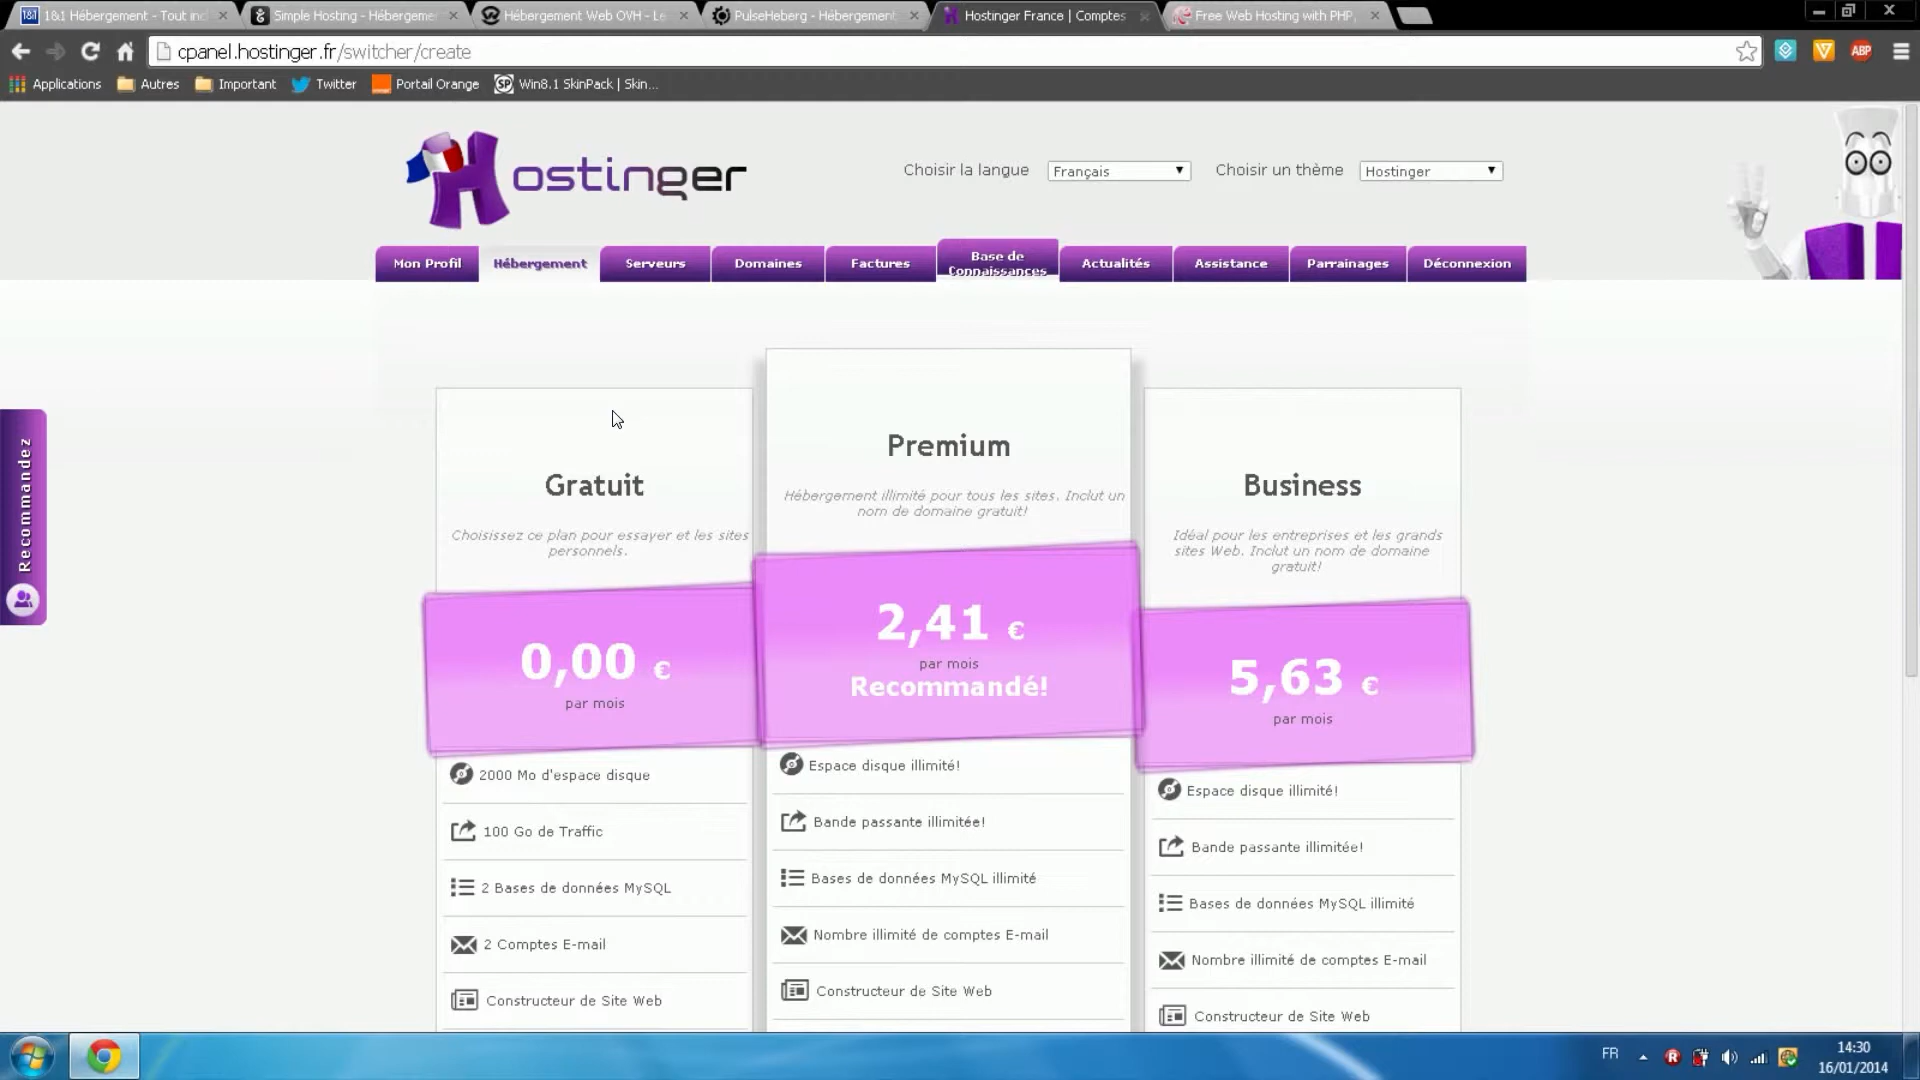 1&1 Hébergement - Tout inc
Simple Hosting - Hébergeme
Hébergement Web OVH - Le
PulseHeberg - Hébergement
Hostinger France | Comptes
Free Web Hosting with PHP,
cpanel.hostinger.fr/switcher/create
ABP
Applications
Autres
Important
Twitter
Portail Orange
SP
Win8.1 SkinPack | Skin...
Hostinger
Choisir la langue
Français
Choisir un thème
Hostinger
Mon Profil
Hébergement
Serveurs
Domaines
Factures
Base de
Connaissances
Actualités
Assistance
Parrainages
Déconnexion
Recommandez
Gratuit
Choisissez ce plan pour essayer et les sites
personnels.
0,00 €
par mois
2000 Mo d'espace disque
100 Go de Traffic
2 Bases de données MySQL
2 Comptes E-mail
Constructeur de Site Web
Premium
Hébergement illimité pour tous les sites. Inclut un
nom de domaine gratuit!
2,41 €
par mois
Recommandé!
Espace disque illimité!
Bande passante illimitée!
Bases de données MySQL illimité
Nombre illimité de comptes E-mail
Constructeur de Site Web
Business
Idéal pour les entreprises et les grands
sites Web. Inclut un nom de domaine
gratuit!
5,63 €
par mois
Espace disque illimité!
Bande passante illimitée!
Bases de données MySQL illimité
Nombre illimité de comptes E-mail
Constructeur de Site Web
FR
14:30
16/01/2014